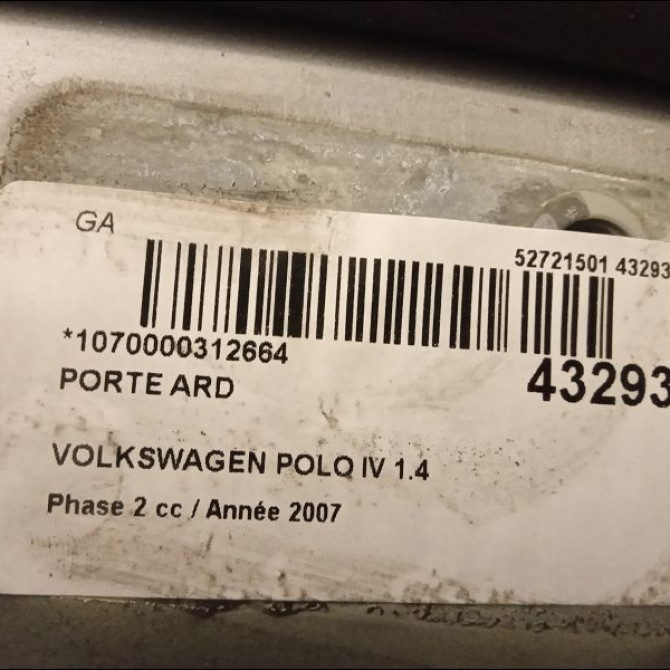 GA
52721501 43293
*1070000312664
43293
PORTE ARD
VOLKSWAGEN POLO IV 1.4
Phase 2 cc / Année 2007